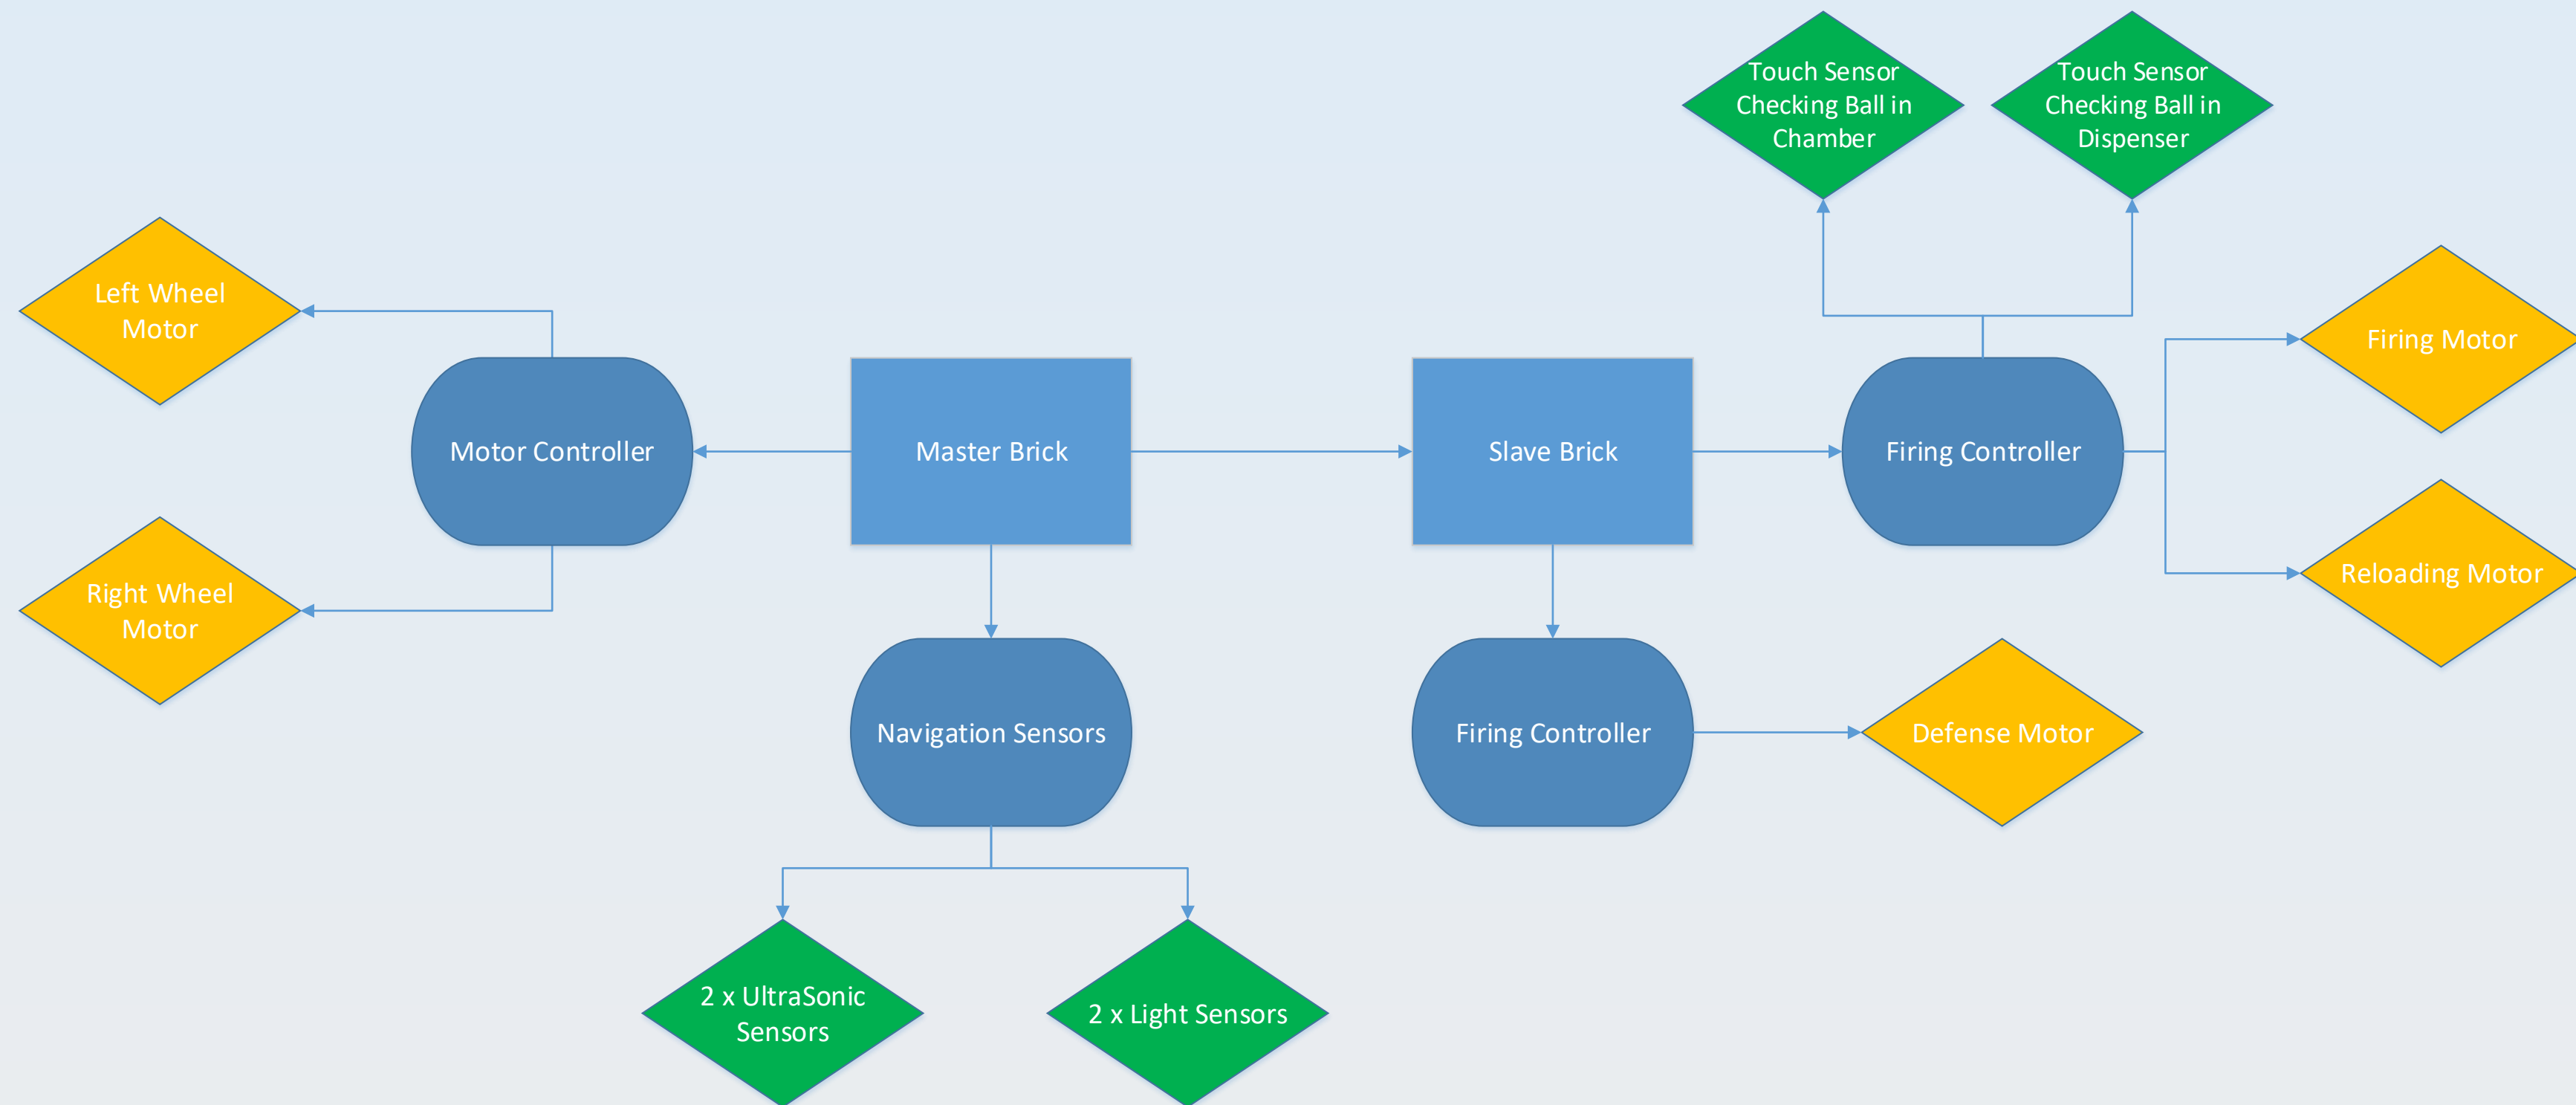 Touch Sensor
Checking Ball in
Chamber
Touch Sensor
Checking Ball in
Dispenser
Left Wheel
Motor
Firing Motor
Motor Controller
Master Brick
Slave Brick
Firing Controller
Reloading Motor
Right Wheel
Motor
Navigation Sensors
Firing Controller
Defense Motor
2 x UltraSonic
Sensors
2 x Light Sensors